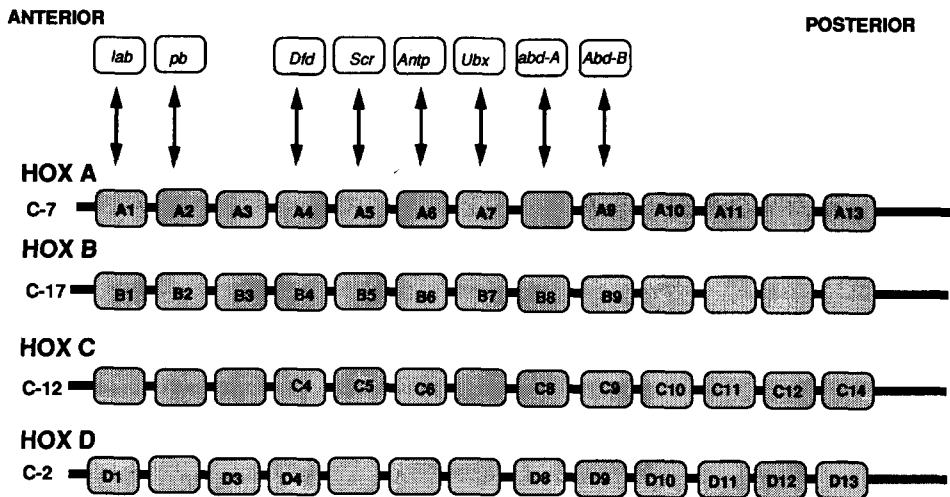 ANTERIOR POSTERIOR
lab pb Dfd Scr Antp Ubx abd-A Abd-B
HOX A
C-7 A1 A2 A3 A4 A5 A6 A7 A9 A10 A11 A13
HOX B
C-17 B1 B2 B3 B4 B5 B6 B7 B8 B9
HOX C
C-12 C4 C5 C6 C8 C9 C10 C11 C12 C14
HOX D
C-2 D1 D3 D4 D8 D9 D10 D11 D12 D13